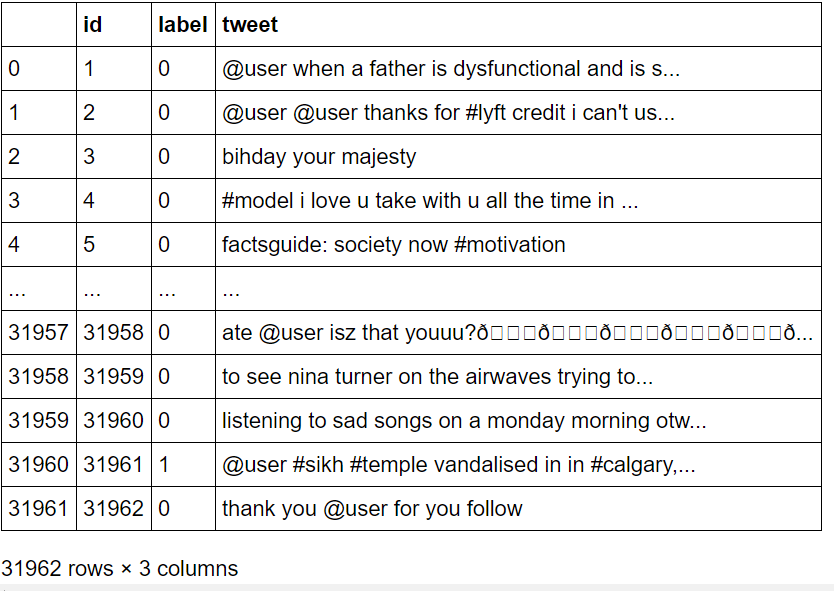 id label tweet
0 1 0 @user when a father is dysfunctional and is s...
1 2 0 @user @user thanks for #lyft credit i can't us...
2 3 0 bihday your majesty
3 4 0 #model i love u take with u all the time in ...
4 5 0 factsguide: society now #motivation
... ... ... ...
31957 31958 0 ate @user isz that youuu?ð□□□ð□□□ð□□□ð□□□ð□□□ð...
31958 31959 0 to see nina turner on the airwaves trying to...
31959 31960 0 listening to sad songs on a monday morning otw...
31960 31961 1 @user #sikh #temple vandalised in in #calgary,...
31961 31962 0 thank you @user for you follow
31962 rows × 3 columns